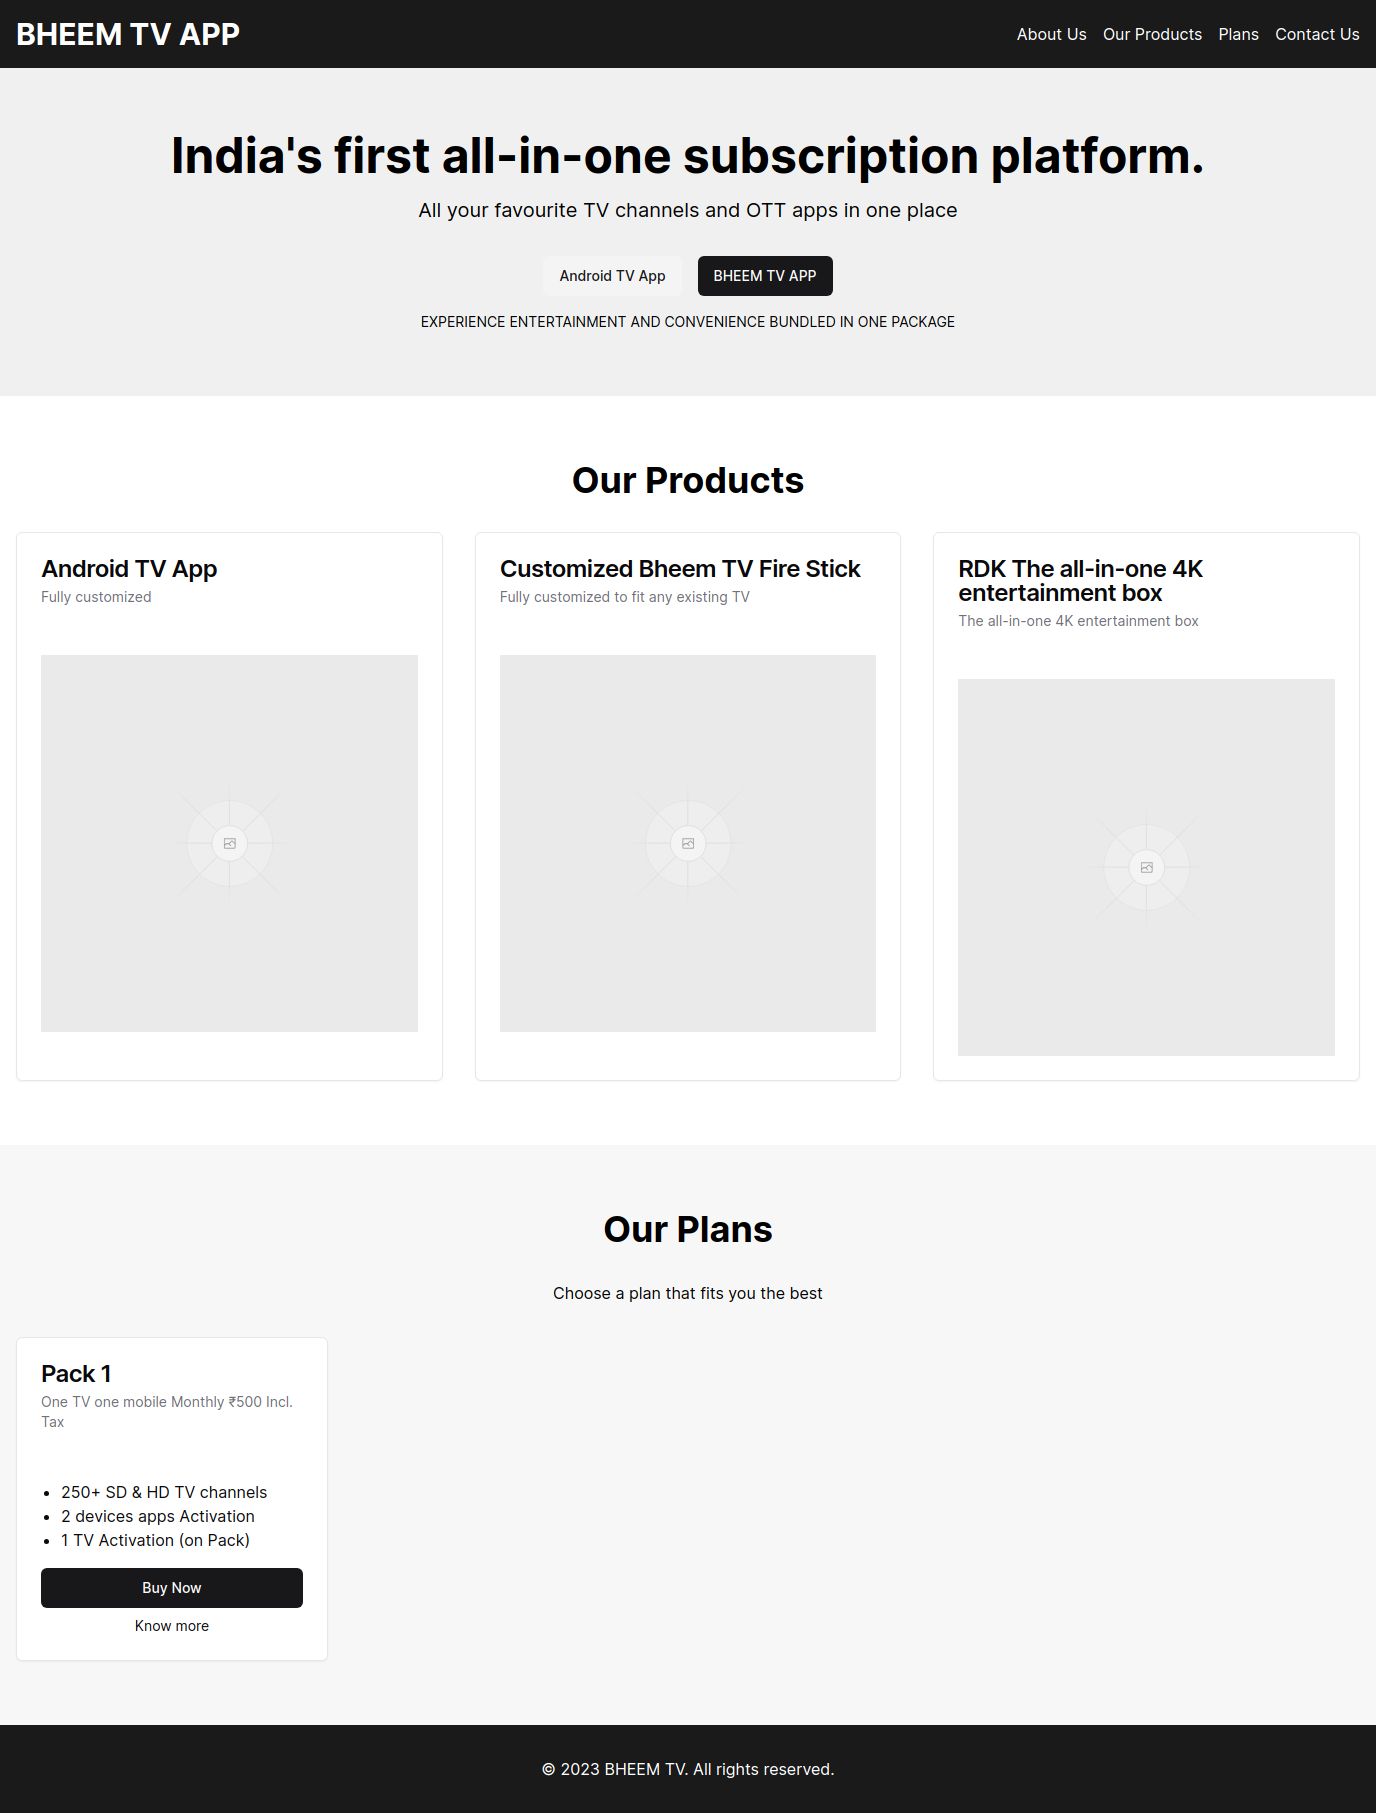 BHEEM TV APP
About Us Our Products Plans Contact Us
India's first all-in-one subscription platform.
All your favourite TV channels and OTT apps in one place
Android TV App BHEEM TV APP
EXPERIENCE ENTERTAINMENT AND CONVENIENCE BUNDLED IN ONE PACKAGE
Our Products
Android TV App
Fully customized
Customized Bheem TV Fire Stick
Fully customized to fit any existing TV
RDK The all-in-one 4K
entertainment box
The all-in-one 4K entertainment box
Our Plans
Choose a plan that fits you the best
Pack 1
One TV one mobile Monthly ₹500 Incl.
Tax
• 250+ SD & HD TV channels
• 2 devices apps Activation
• 1 TV Activation (on Pack)
Buy Now
Know more
© 2023 BHEEM TV. All rights reserved.